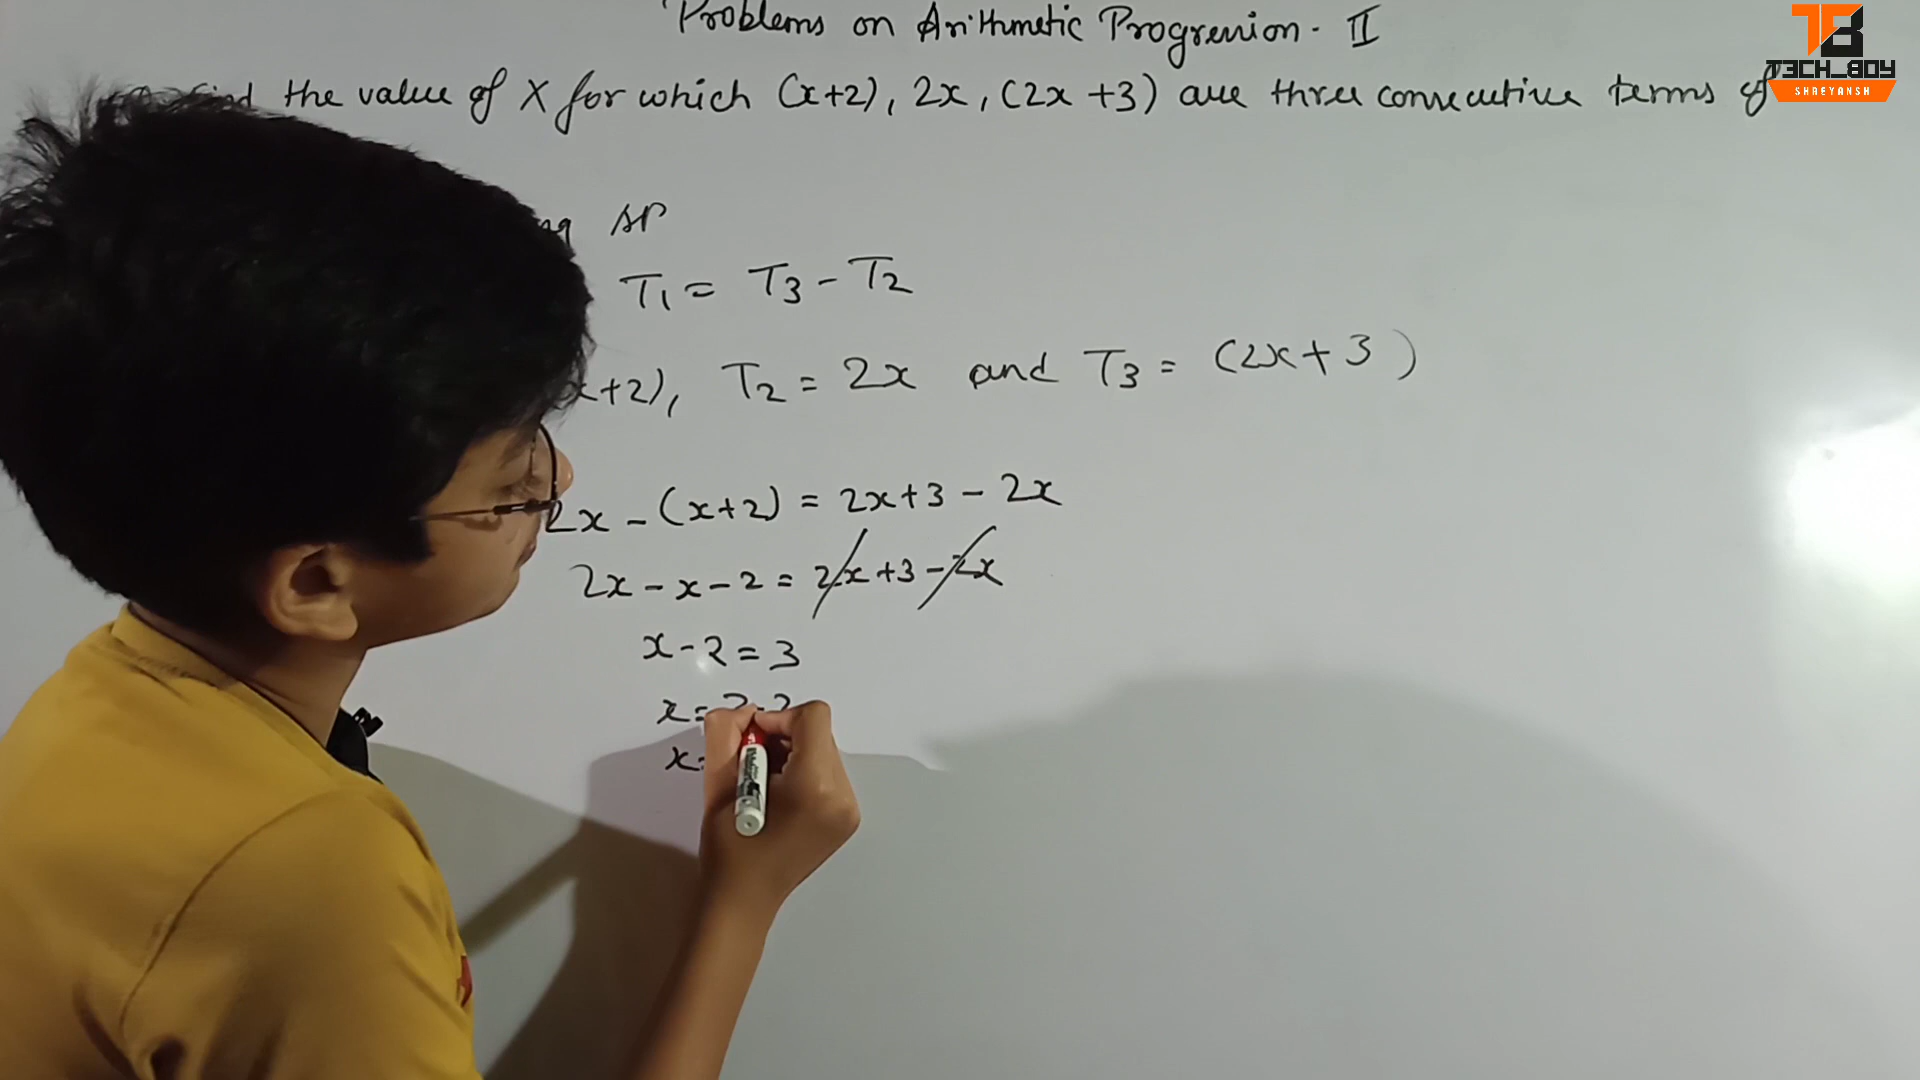 Problems on Arithmetic Progression - II
the value of X for which (x+2), 2x, (2x+3) are three consecutive terms of
AP
T1 = T3 - T2
x+2), T2 = 2x and T3 = (2x+3)
2x - (x+2) = 2x+3 - 2x
2x - x - 2 = 2x+3 - 2x
x - 2 = 3
x =
x =
T3CH_BOY
SHREYANSH